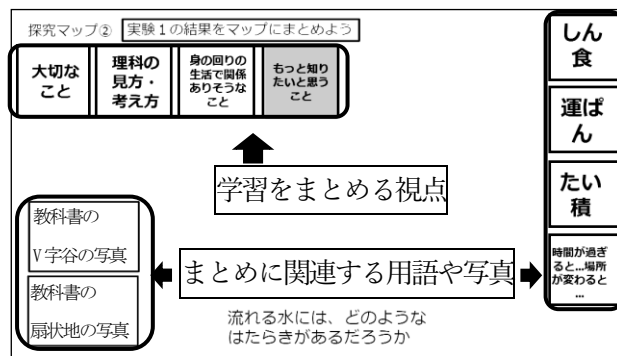 探究マップ② 実験1の結果をマップにまとめよう
大切な
こと
理科の
見方・
考え方
身の回りの
生活で関係
ありそうな
こと
もっと知り
たいと思う
こと
しん
食
運ぱ
ん
たい
積
時間が過ぎ
ると…場所
が変わると
…
学習をまとめる視点
教科書の
V字谷の写真
教科書の
扇状地の写真
まとめに関連する用語や写真
流れる水には、どのような
はたらきがあるだろうか